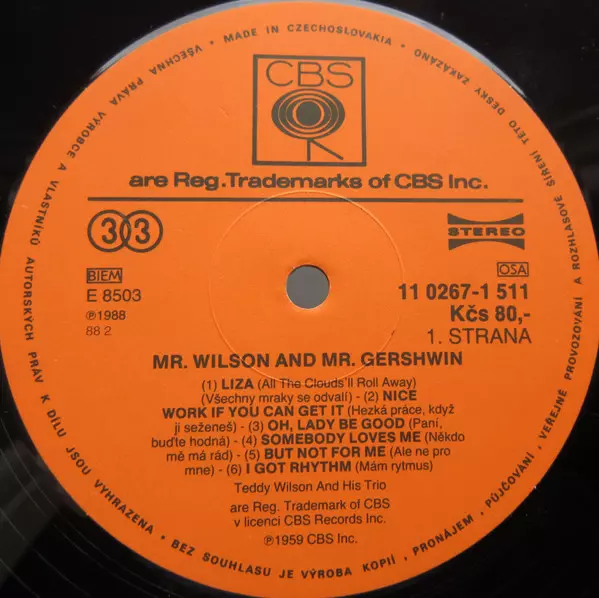 VŠECHNA PRÁVA VÝROBCE A VLASTNÍKŮ AUTORSKÝCH PRÁV K DÍLU JSOU VYHRAZENA • BEZ SOUHLASU JE VÝROBA KOPIÍ, PRONÁJEM, PŮJČOVÁNÍ, VEŘEJNÉ PROVOZOVÁNÍ A ROZHLASOVÉ ŠÍŘENÍ TÉTO DESKY ZAKÁZÁNO • MADE IN CZECHOSLOVAKIA •
CBS
are Reg.Trademarks of CBS Inc.
33
STEREO
BIEM
OSA
E 8503
11 0267-1 511
℗1988
Kčs 80,-
88 2
1. STRANA
MR. WILSON AND MR. GERSHWIN
(1) LIZA (All The Clouds'll Roll Away)
(Všechny mraky se odvalí) - (2) NICE
WORK IF YOU CAN GET IT (Hezká práce, když
ji seženeš) - (3) OH, LADY BE GOOD (Paní,
buďte hodná) - (4) SOMEBODY LOVES ME (Někdo
mě má rád) - (5) BUT NOT FOR ME (Ale ne pro
mne) - (6) I GOT RHYTHM (Mám rytmus)
Teddy Wilson And His Trio
are Reg. Trademark of CBS
v licenci CBS Records Inc.
℗1959 CBS Inc.